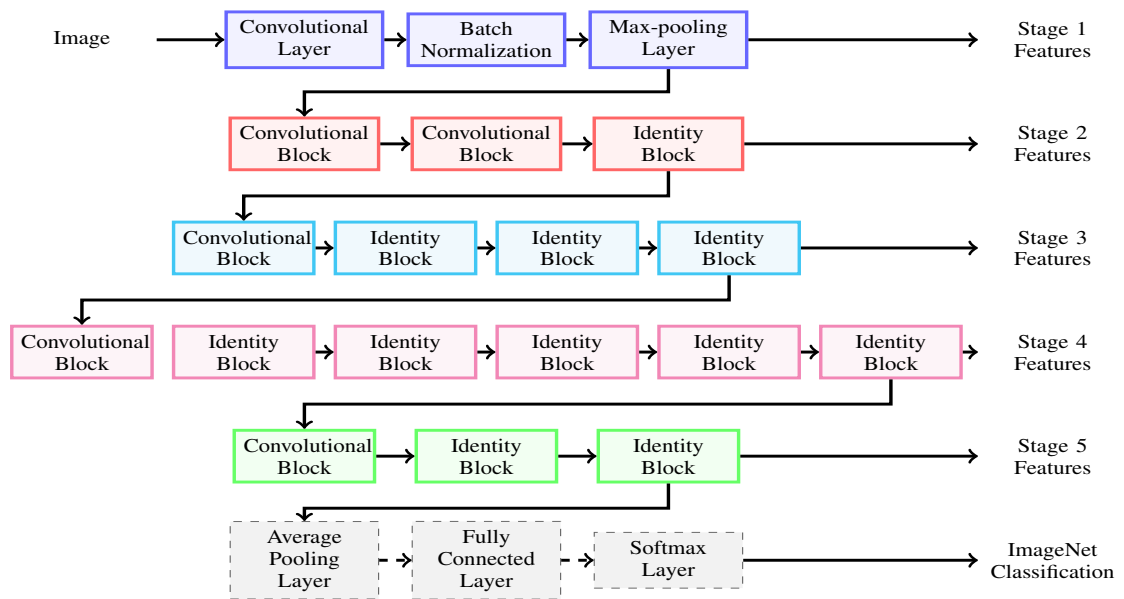 Image
Convolutional
Layer
Batch
Normalization
Max-pooling
Layer
Stage 1
Features
Convolutional
Block
Convolutional
Block
Identity
Block
Stage 2
Features
Convolutional
Block
Identity
Block
Identity
Block
Identity
Block
Stage 3
Features
Convolutional
Block
Identity
Block
Identity
Block
Identity
Block
Identity
Block
Identity
Block
Stage 4
Features
Convolutional
Block
Identity
Block
Identity
Block
Stage 5
Features
Average
Pooling
Layer
Fully
Connected
Layer
Softmax
Layer
ImageNet
Classification